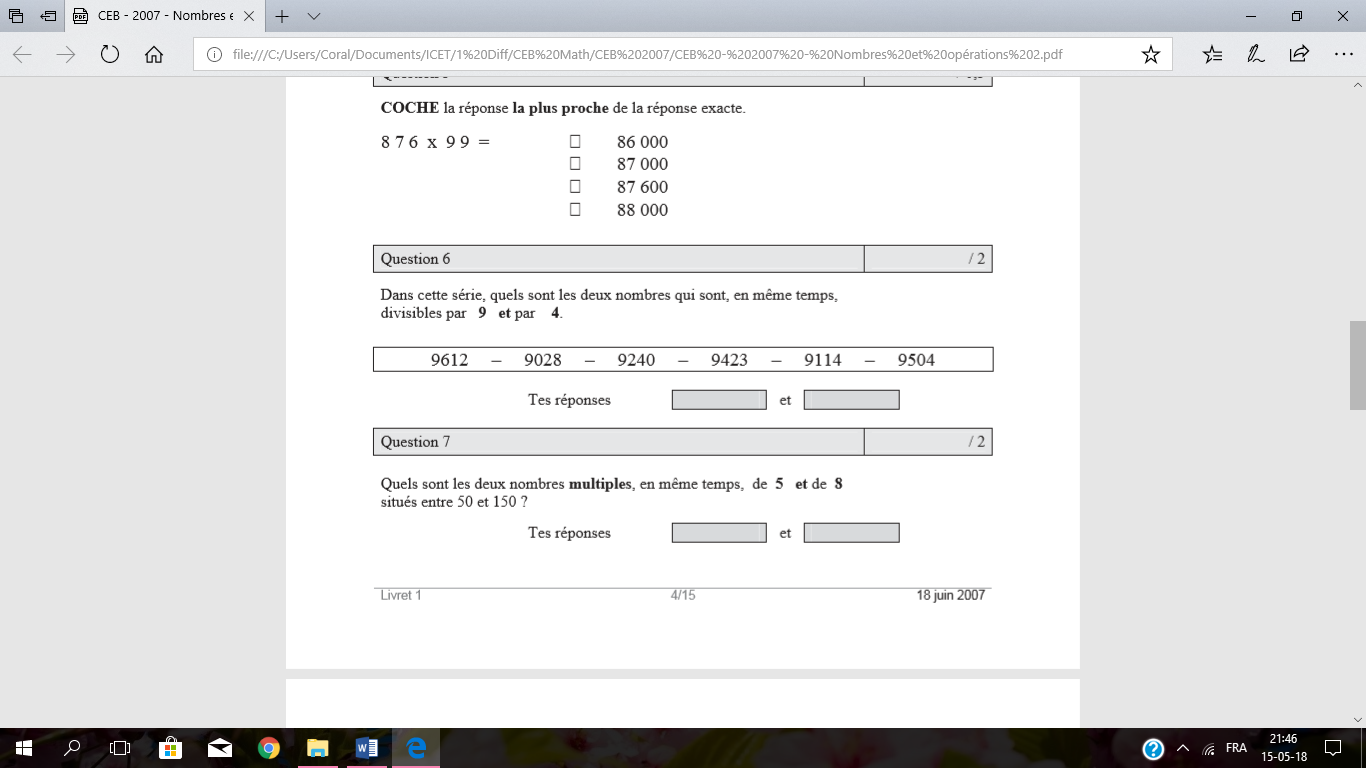 CEB - 2007 - Nombres e
file:///C:/Users/Coral/Documents/ICET/1%20Diff/CEB%20Math/CEB%202007/CEB%20-%202007%20-%20Nombres%20et%20opérations%202.pdf
COCHE la réponse la plus proche de la réponse exacte.
8 7 6 x 9 9 = □ 86 000
□ 87 000
□ 87 600
□ 88 000
Question 6 / 2
Dans cette série, quels sont les deux nombres qui sont, en même temps,
divisibles par 9 et par 4.
9612 – 9028 – 9240 – 9423 – 9114 – 9504
Tes réponses et
Question 7 / 2
Quels sont les deux nombres multiples, en même temps, de 5 et de 8
situés entre 50 et 150 ?
Tes réponses et
Livret 1 4/15 18 juin 2007
FRA
21:46
15-05-18